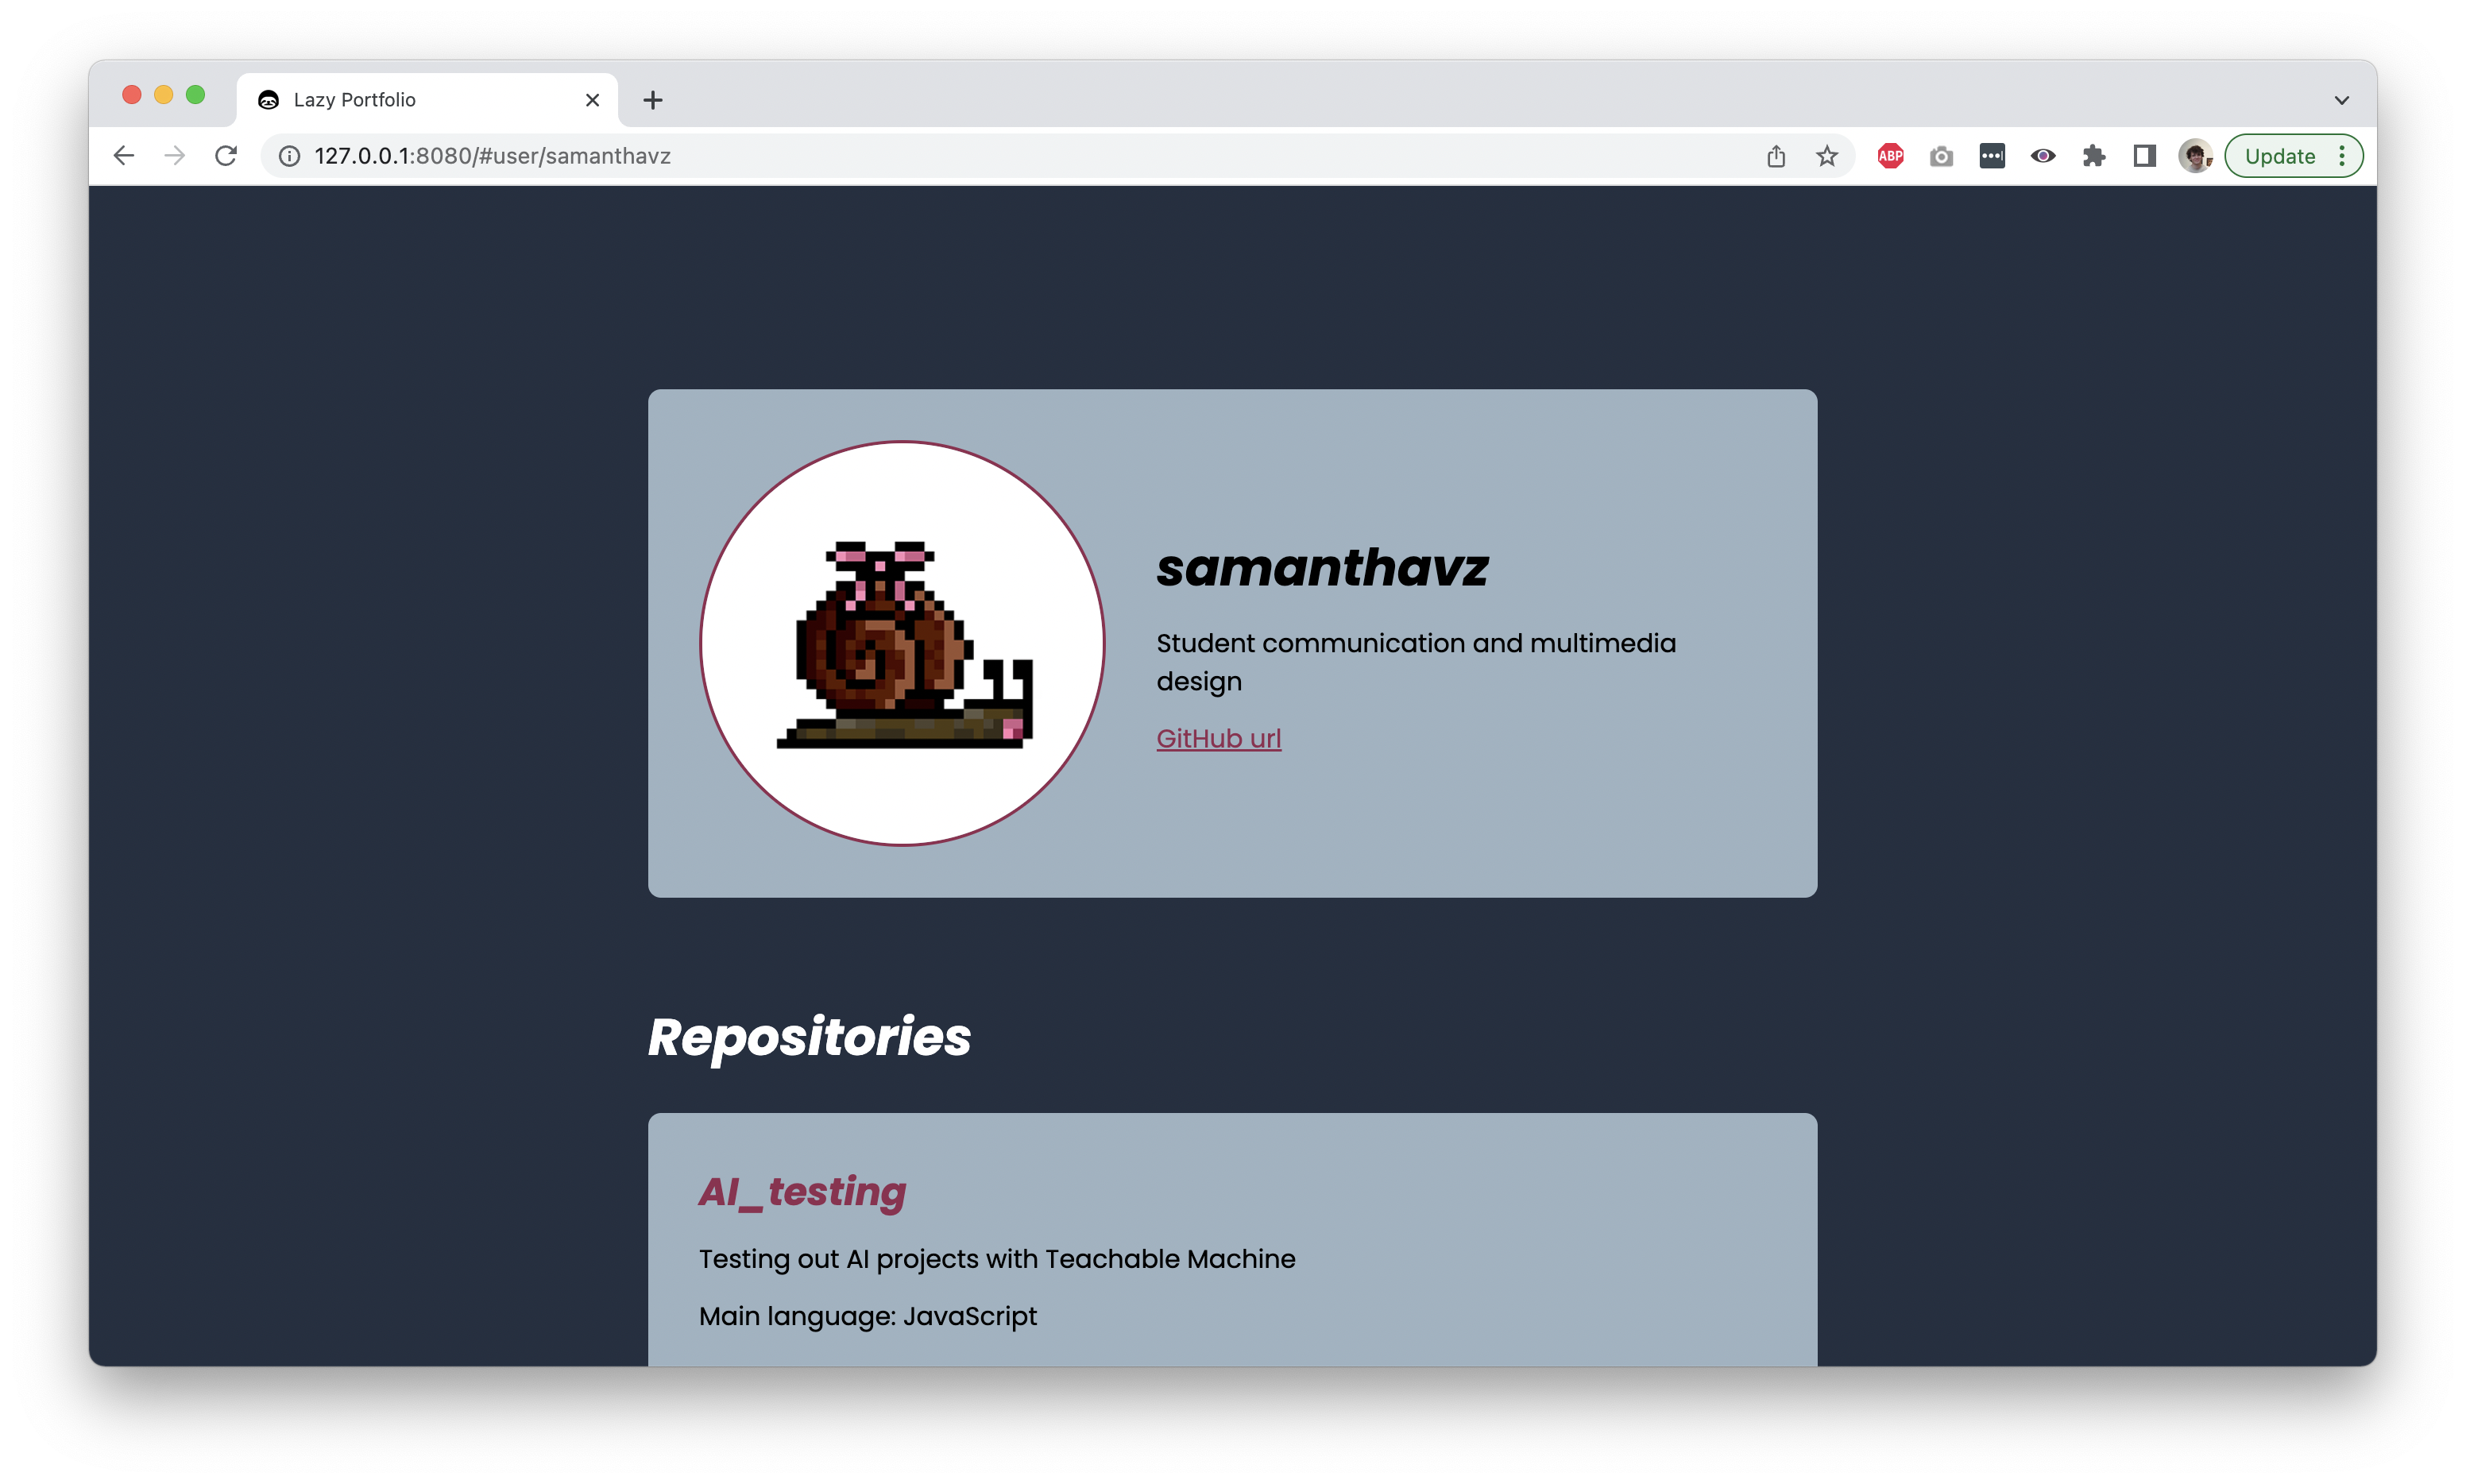 Lazy Portfolio
127.0.0.1:8080/#user/samanthavz
ABP
Update
samanthavz
Student communication and multimedia
design
GitHub url
Repositories
AI_testing
Testing out AI projects with Teachable Machine
Main language: JavaScript